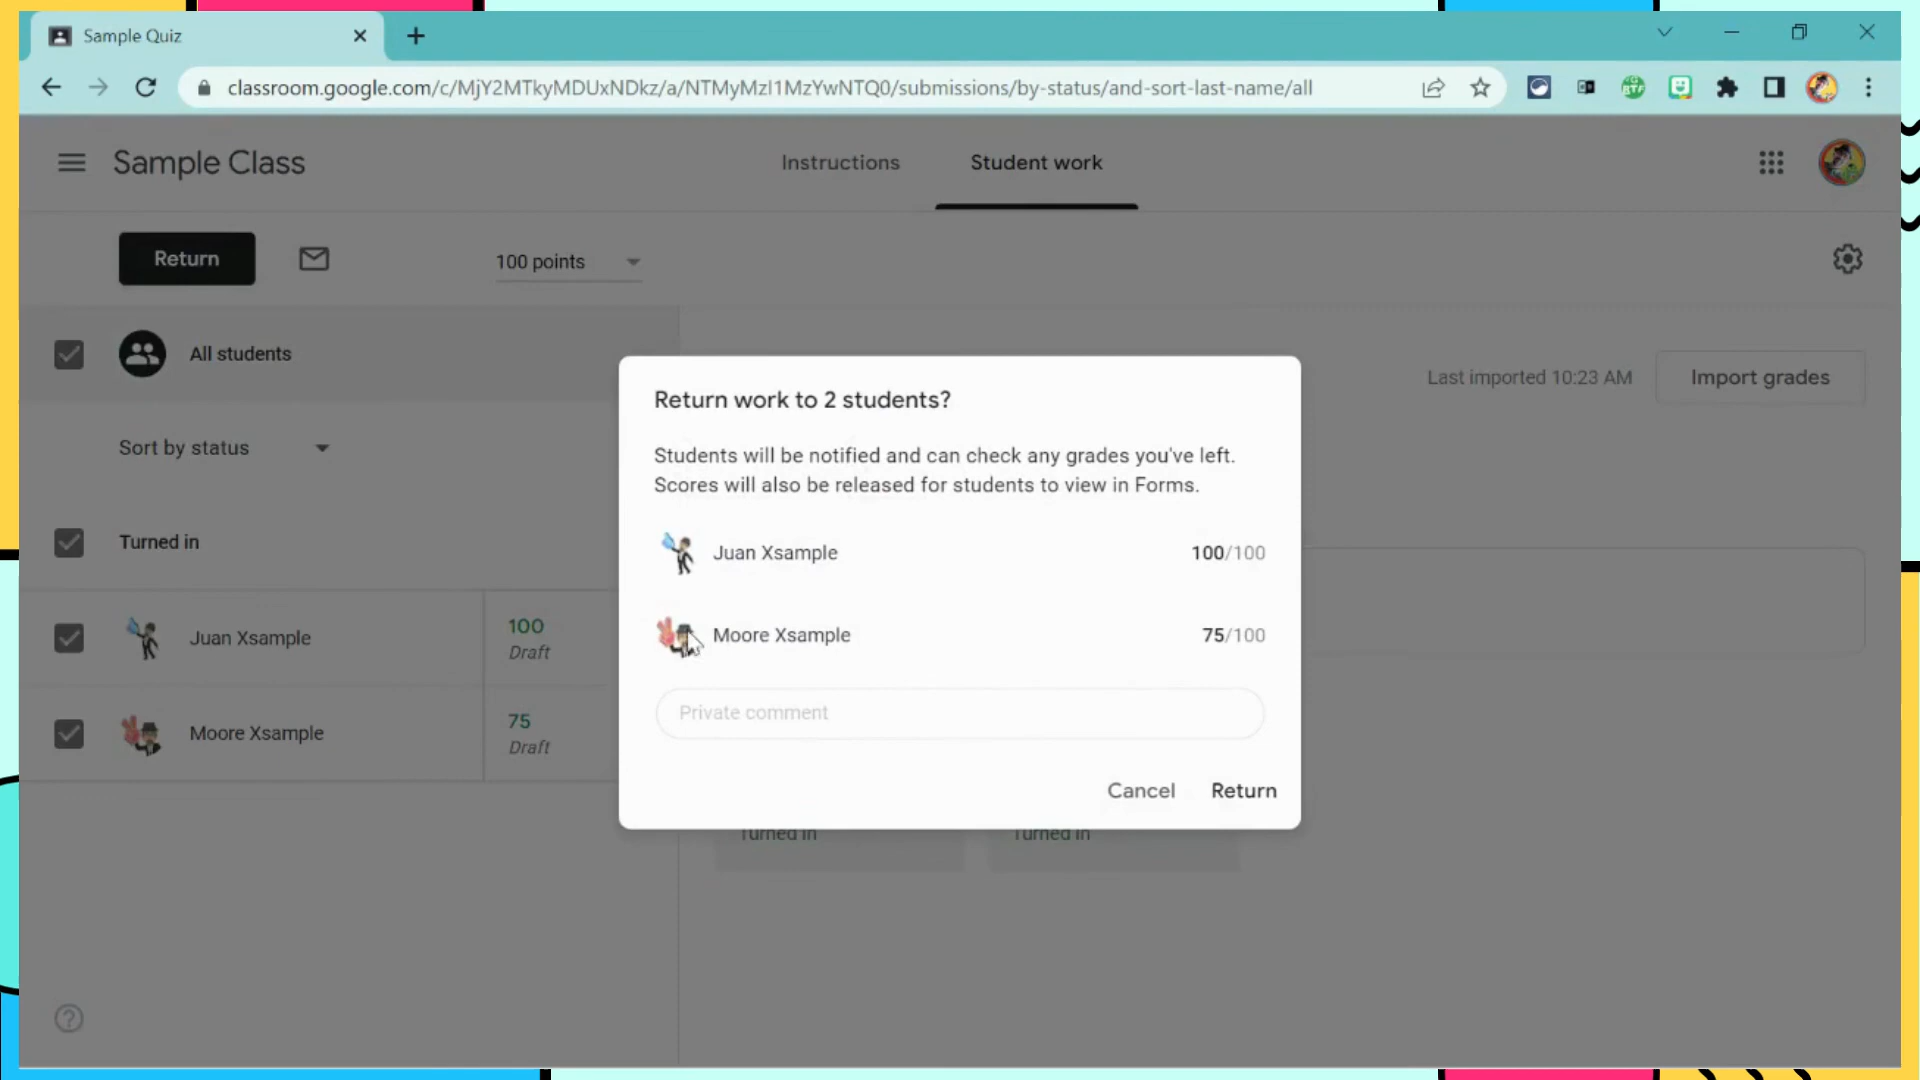 Sample Quiz
classroom.google.com/c/MjY2MTkyMDUxNDkz/a/NTMyMzI1MzYwNTQ0/submissions/by-status/and-sort-last-name/all
Sample Class
Instructions
Student work
Return
100 points
All students
Last imported 10:23 AM
Import grades
Sort by status
Turned in
Juan Xsample
100
Draft
Moore Xsample
75
Draft
Return work to 2 students?
Students will be notified and can check any grades you've left.
Scores will also be released for students to view in Forms.
Juan Xsample
100/100
Moore Xsample
75/100
Private comment
Cancel
Return
Turned in
Turned in